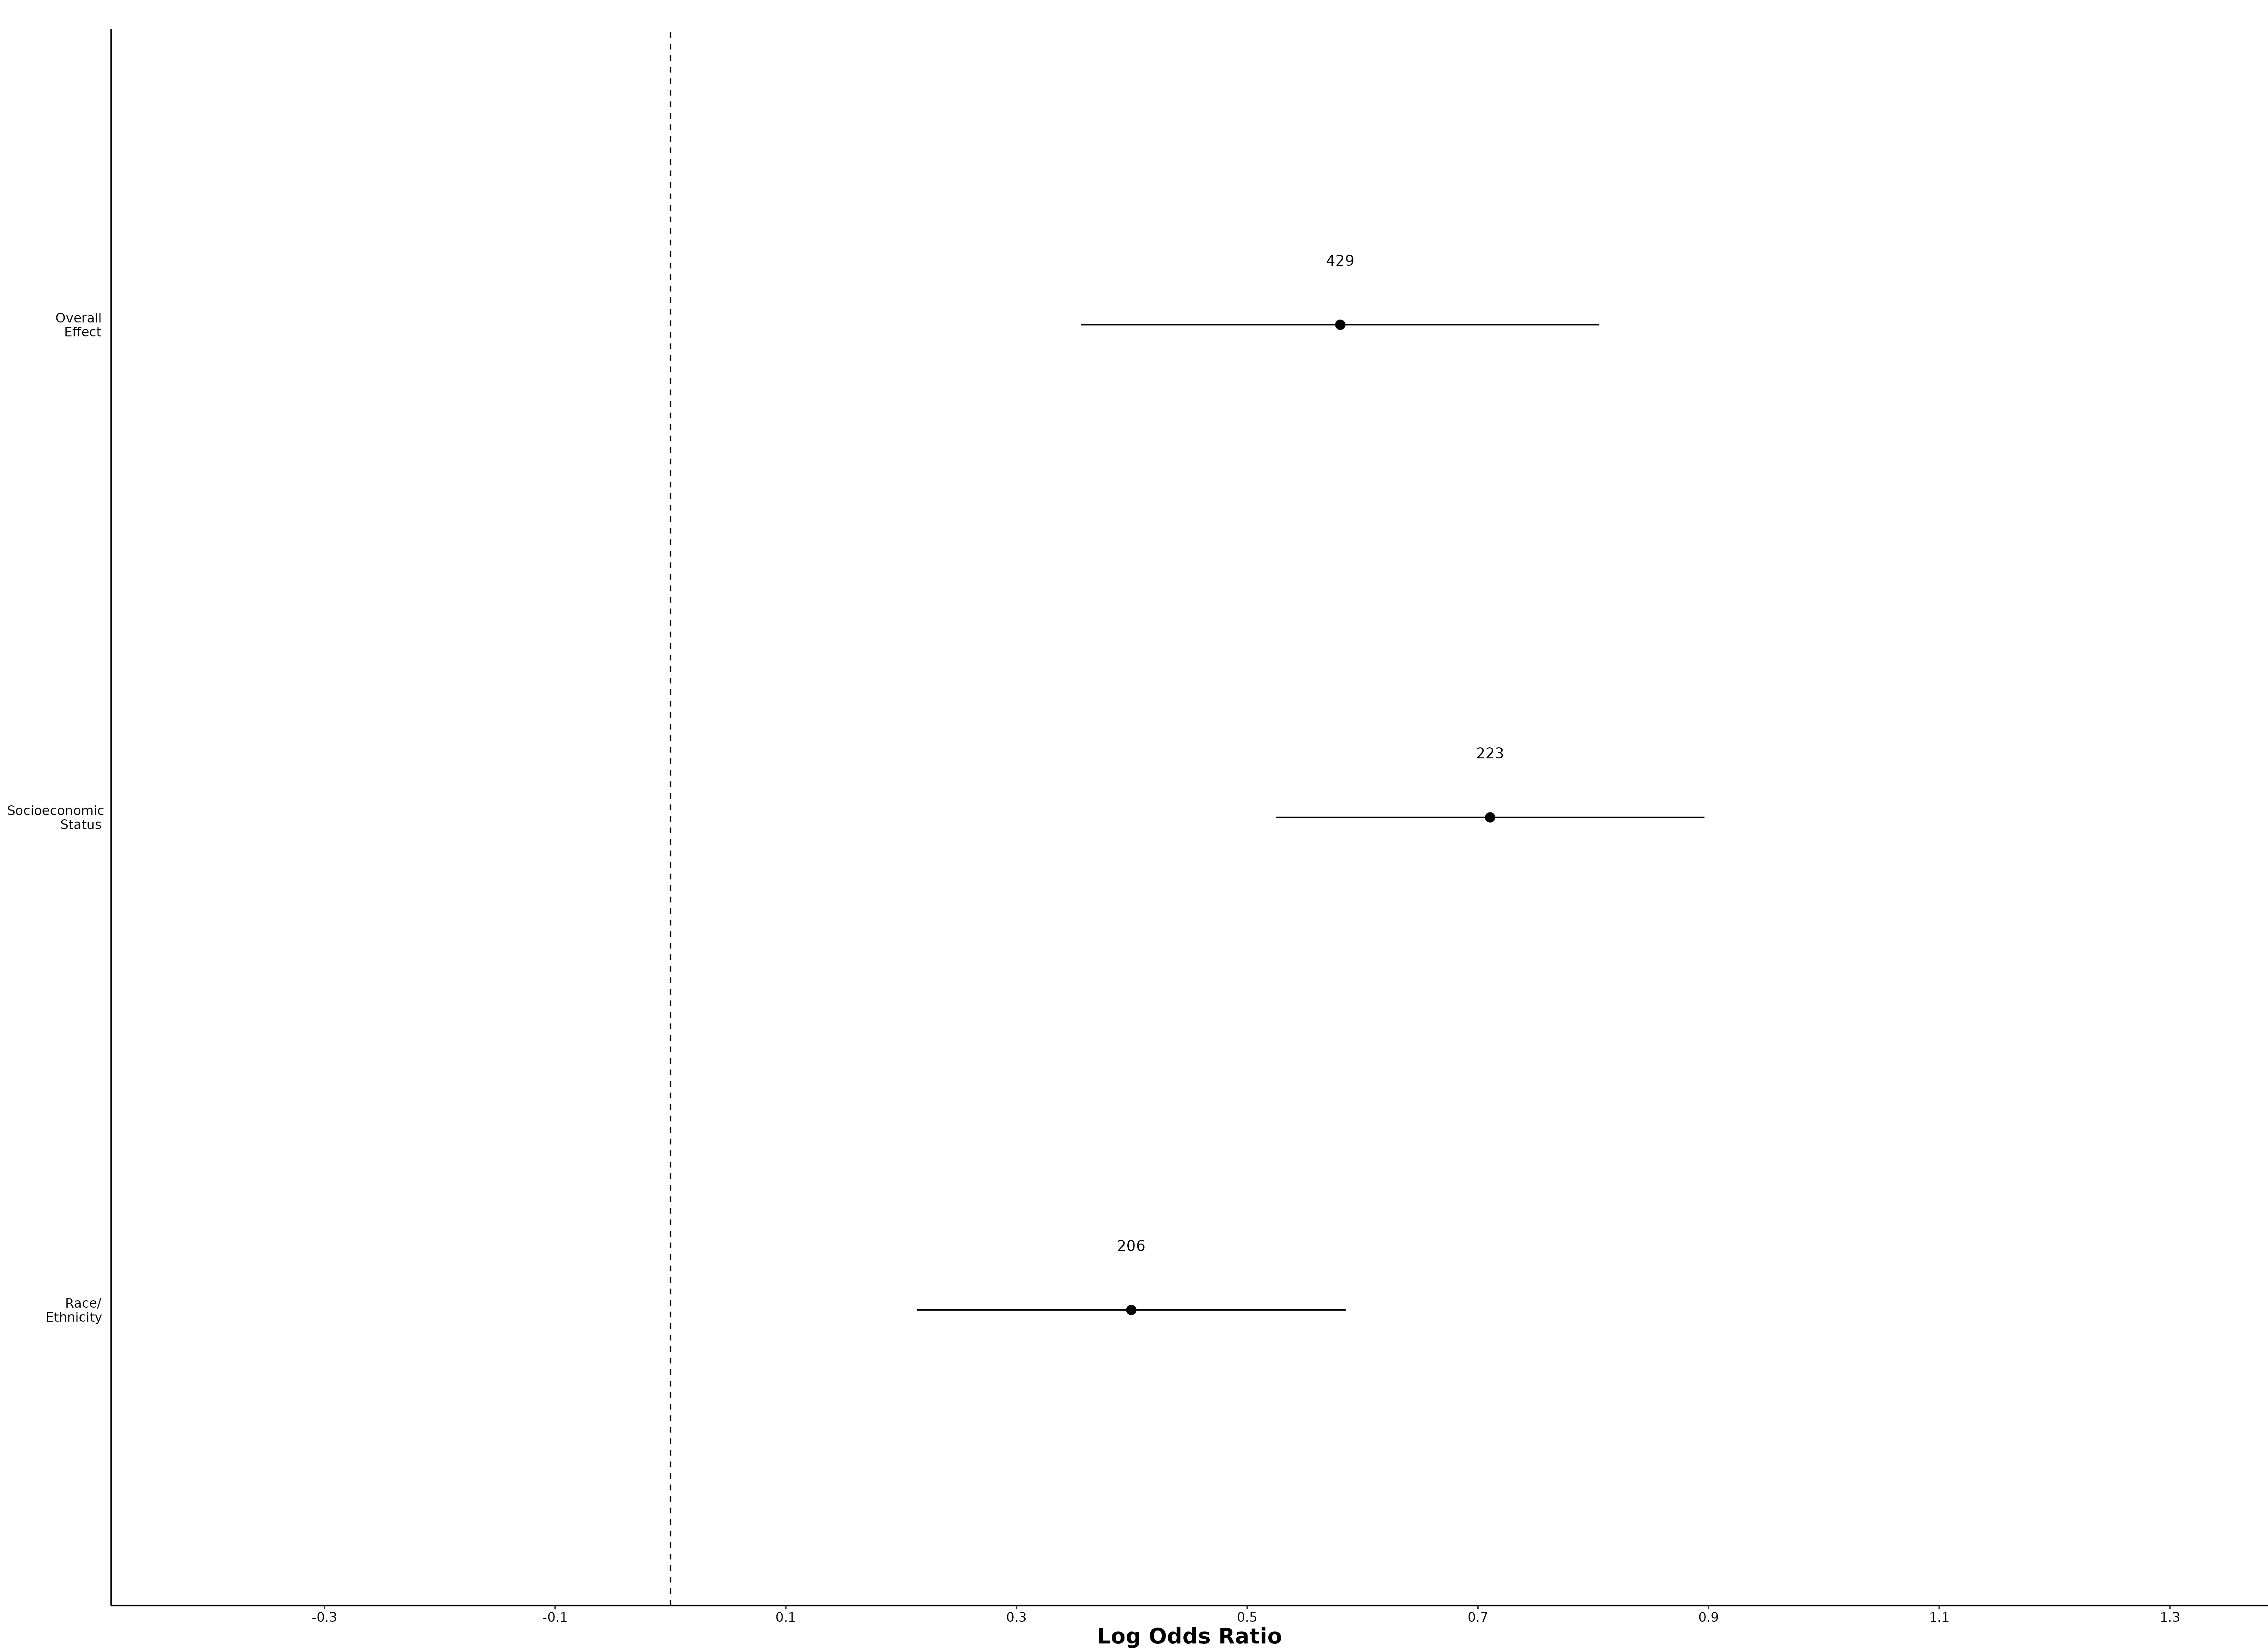 429
Overall
Effect
223
Socioeconomic
Status
206
Race/
Ethnicity
-0.3 -0.1 0.1 0.3 0.5 0.7 0.9 1.1 1.3
Log Odds Ratio